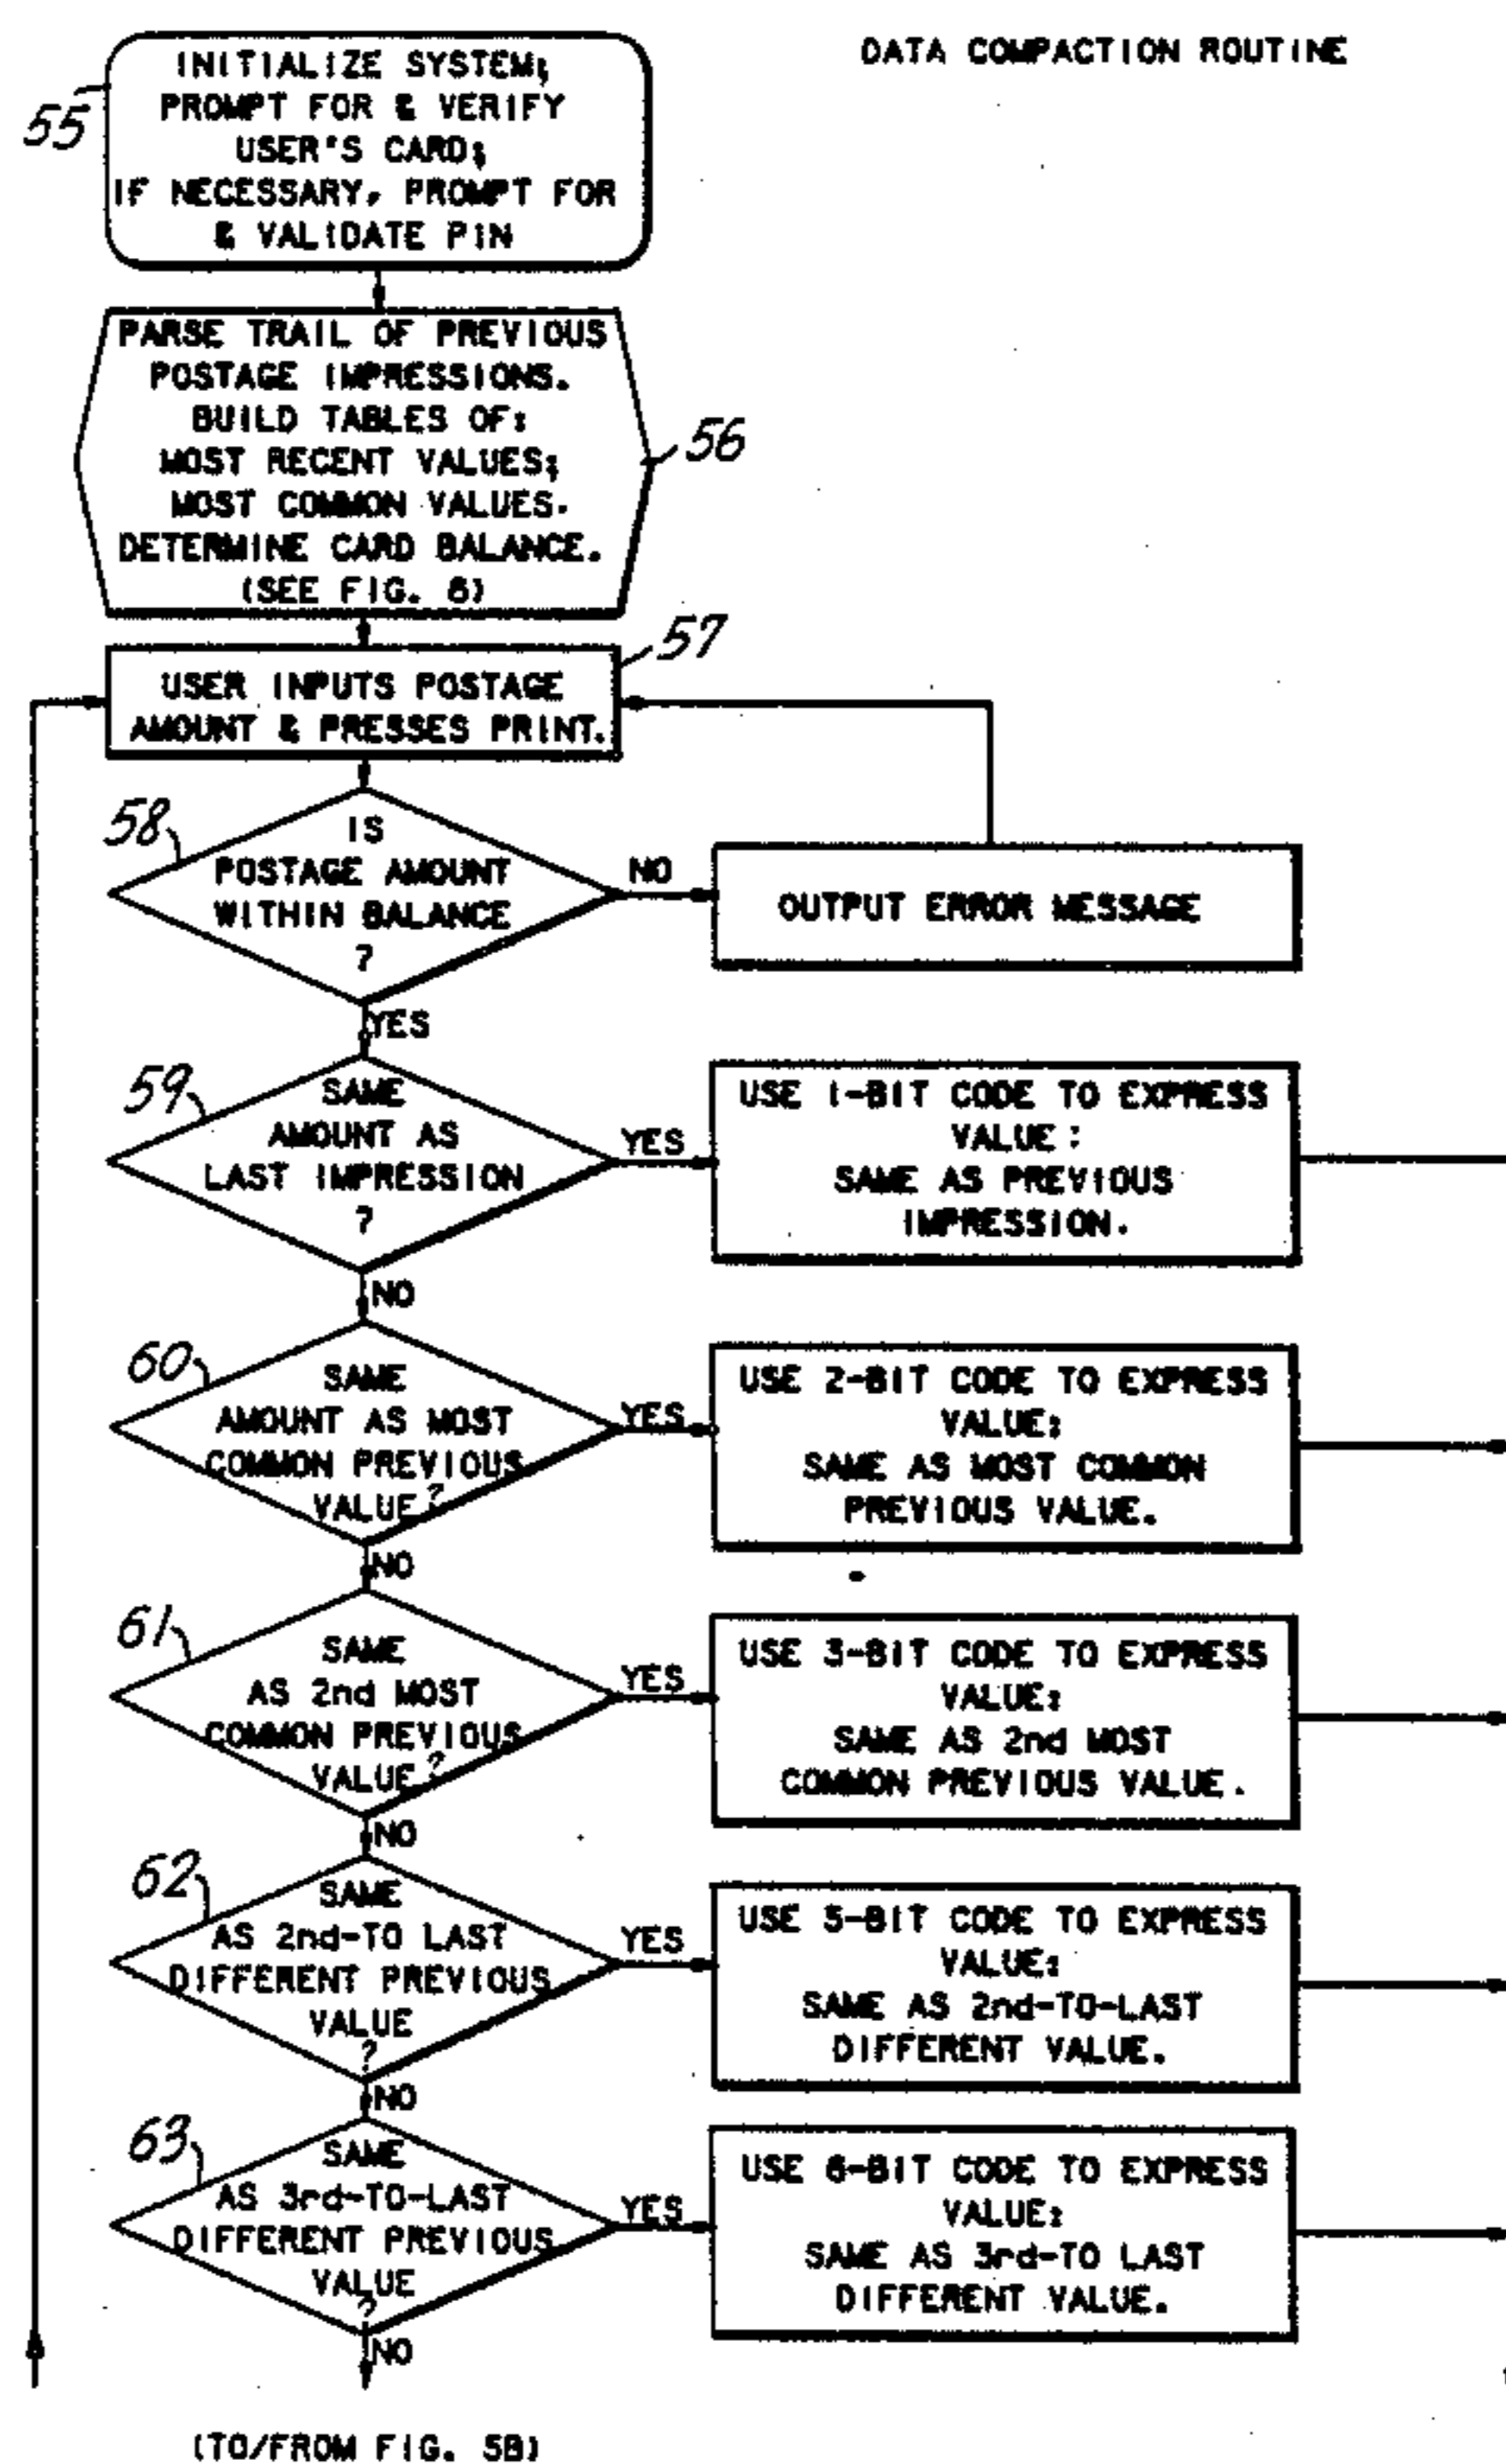 DATA COMPACTION ROUTINE
55
INITIALIZE SYSTEM;
PROMPT FOR & VERIFY
USER'S CARD;
IF NECESSARY, PROMPT FOR
& VALIDATE PIN
PARSE TRAIL OF PREVIOUS
POSTAGE IMPRESSIONS.
BUILD TABLES OF:
MOST RECENT VALUES;
MOST COMMON VALUES.
DETERMINE CARD BALANCE.
(SEE FIG. 6)
56
57
USER INPUTS POSTAGE
AMOUNT & PRESSES PRINT.
58
IS
POSTAGE AMOUNT
WITHIN BALANCE
?
NO
OUTPUT ERROR MESSAGE
YES
59
SAME
AMOUNT AS
LAST IMPRESSION
?
YES
USE 1-BIT CODE TO EXPRESS
VALUE:
SAME AS PREVIOUS
IMPRESSION.
NO
60
SAME
AMOUNT AS MOST
COMMON PREVIOUS
VALUE?
YES
USE 2-BIT CODE TO EXPRESS
VALUE:
SAME AS MOST COMMON
PREVIOUS VALUE.
NO
61
SAME
AS 2nd MOST
COMMON PREVIOUS
VALUE?
YES
USE 3-BIT CODE TO EXPRESS
VALUE:
SAME AS 2nd MOST
COMMON PREVIOUS VALUE.
NO
62
SAME
AS 2nd-TO LAST
DIFFERENT PREVIOUS
VALUE
?
YES
USE 5-BIT CODE TO EXPRESS
VALUE:
SAME AS 2nd-TO-LAST
DIFFERENT VALUE.
NO
63
SAME
AS 3rd-TO-LAST
DIFFERENT PREVIOUS
VALUE
?
YES
USE 6-BIT CODE TO EXPRESS
VALUE:
SAME AS 3rd-TO LAST
DIFFERENT VALUE.
NO
(TO/FROM FIG. 5B)